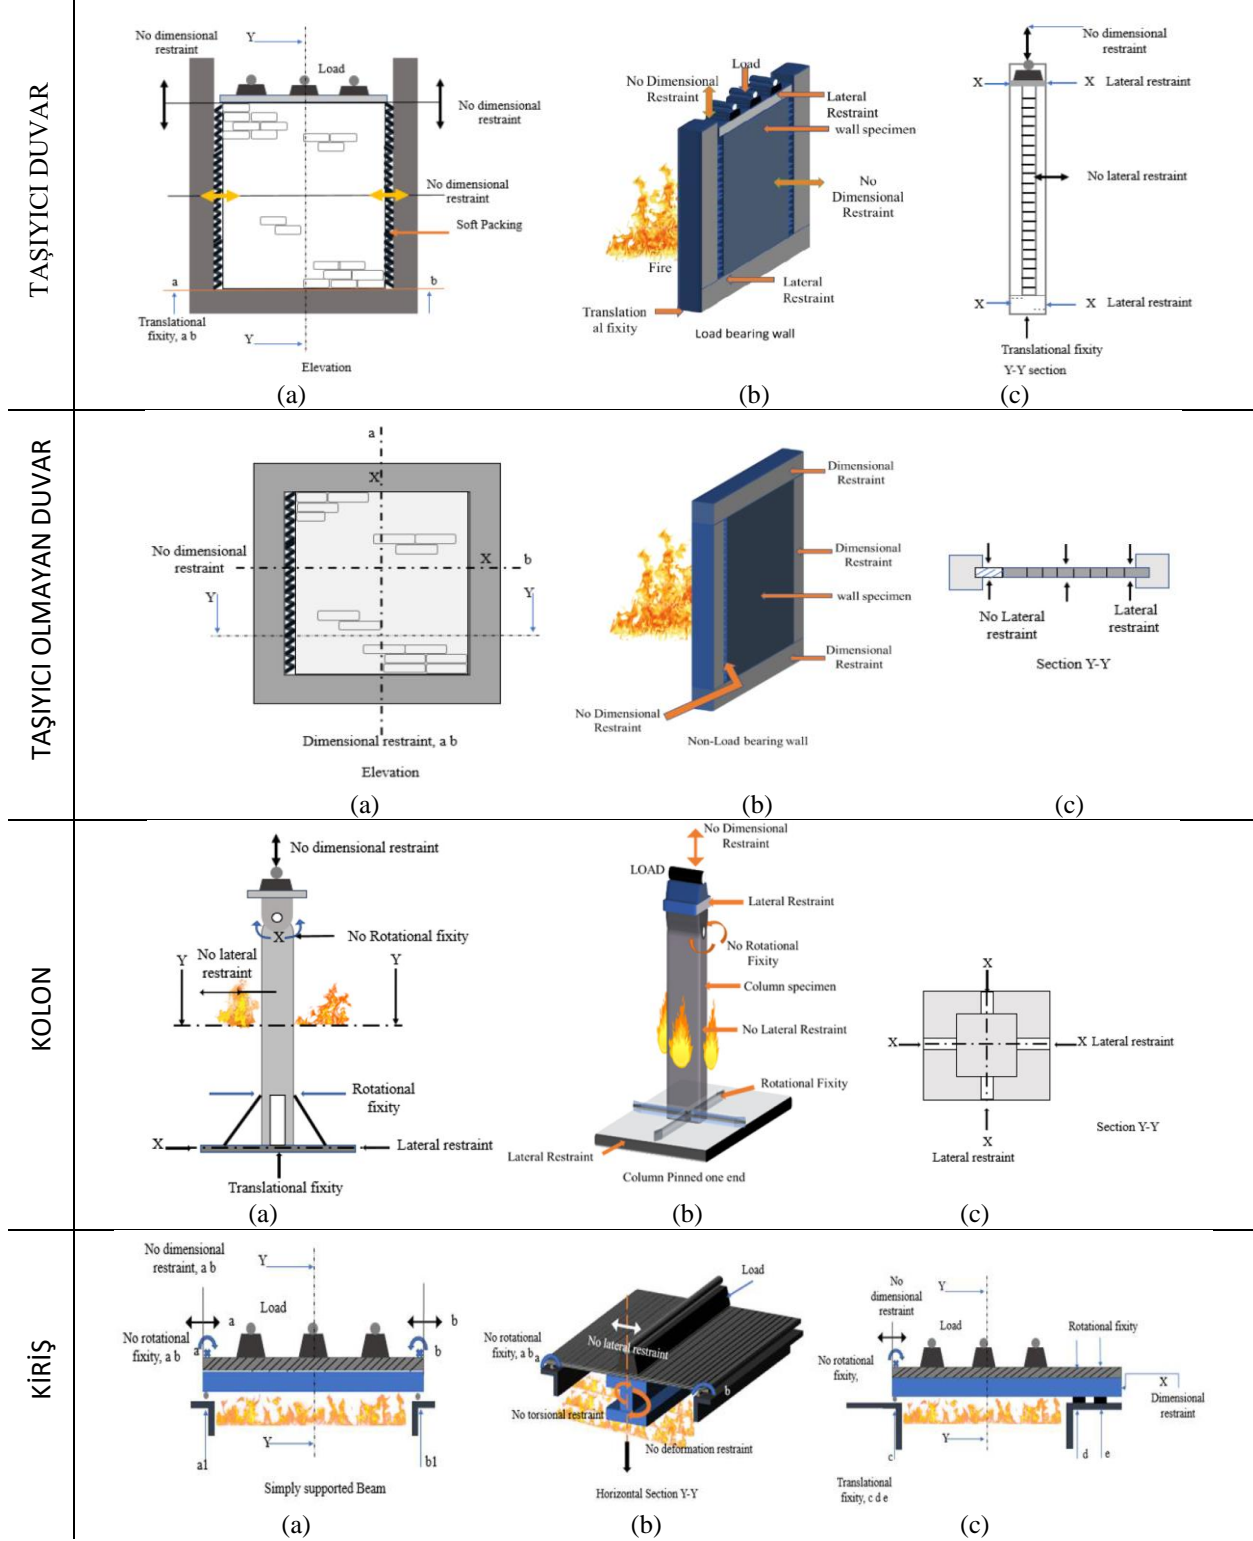 TAŞIYICI DUVAR
No dimensional
restraint
Y
Load
No dimensional
restraint
No dimensional
restraint
Soft Packing
a
b
Translational
fixity, a b
Y
Elevation
(a)
Load
No Dimensional
Restraint
Lateral
Restraint
wall specimen
No
Dimensional
Restraint
Fire
Lateral
Restraint
Translation
al fixity
Load bearing wall
(b)
No dimensional
restraint
X
X Lateral restraint
No lateral restraint
X
X Lateral restraint
Translational fixity
Y-Y section
(c)
TAŞIYICI OLMAYAN DUVAR
a
X
No dimensional
restraint
X
b
Y
Y
Dimensional restraint, a b
Elevation
(a)
Dimensional
Restraint
Dimensional
Restraint
wall specimen
Dimensional
Restraint
No Dimensional
Restraint
Non-Load bearing wall
(b)
No Lateral
restraint
Lateral
restraint
Section Y-Y
(c)
KOLON
No dimensional restraint
X
No Rotational fixity
No lateral
restraint
Y
Y
Rotational
fixity
X
Lateral restraint
Translational fixity
(a)
No Dimensional
Restraint
LOAD
Lateral Restraint
No Rotational
Fixity
Column specimen
No Lateral Restraint
Rotational Fixity
Lateral Restraint
Column Pinned one end
(b)
X
X
X Lateral restraint
X
Lateral restraint
Section Y-Y
(c)
KİRİŞ
No dimensional
restraint, a b
Y
a
Load
b
No rotational
fixity, a b
a
b
Y
a1
b1
Simply supported Beam
(a)
Load
No lateral restraint
No rotational
fixity, a b
a
b
No torsional restraint
No deformation restraint
Horizontal Section Y-Y
(b)
No
dimensional
restraint
Y
Load
Rotational fixity
No rotational
fixity,
X
Dimensional
restraint
Y
c
d
e
Translational
fixity, c d e
(c)